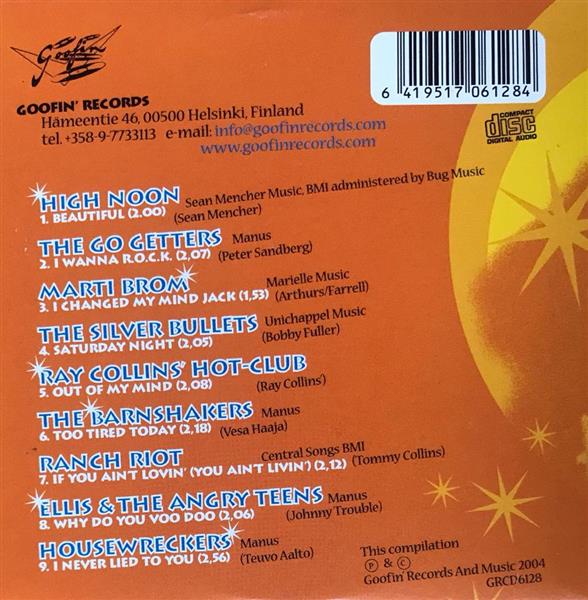 Goofin'
6 419517 061284
GOOFIN' RECORDS
Hämeentie 46, 00500 Helsinki, Finland
tel. +358-9-7733113 e-mail: info@goofinrecords.com
www.goofinrecords.com
COMPACT
disc
DIGITAL AUDIO
HIGH NOON Sean Mencher Music, BMI administered by Bug Music
1. BEAUTIFUL (2.00) (Sean Mencher)
THE GO GETTERS Manus
2. I WANNA R.O.C.K. (2,07) (Peter Sandberg)
MARTI BROM Marielle Music
3. I CHANGED MY MIND JACK (1,53) (Arthurs/Farrell)
THE SILVER BULLETS Unichappel Music
4. SATURDAY NIGHT (2,05) (Bobby Fuller)
RAY COLLINS' HOT-CLUB
5. OUT OF MY MIND (2,08) (Ray Collins')
THE BARNSHAKERS Manus
6. TOO TIRED TODAY (2,18) (Vesa Haaja)
RANCH RIOT Central Songs BMI
7. IF YOU AIN'T LOVIN' (YOU AIN'T LIVIN') (2,12) (Tommy Collins)
ELLIS & THE ANGRY TEENS Manus
8. WHY DO YOU VOO DOO (2,06) (Johnny Trouble)
HOUSEWRECKERS Manus
9. I NEVER LIED TO YOU (2,56) (Teuvo Aalto)
This compilation
Ⓟ & ©
Goofin' Records And Music 2004
GRCD6128